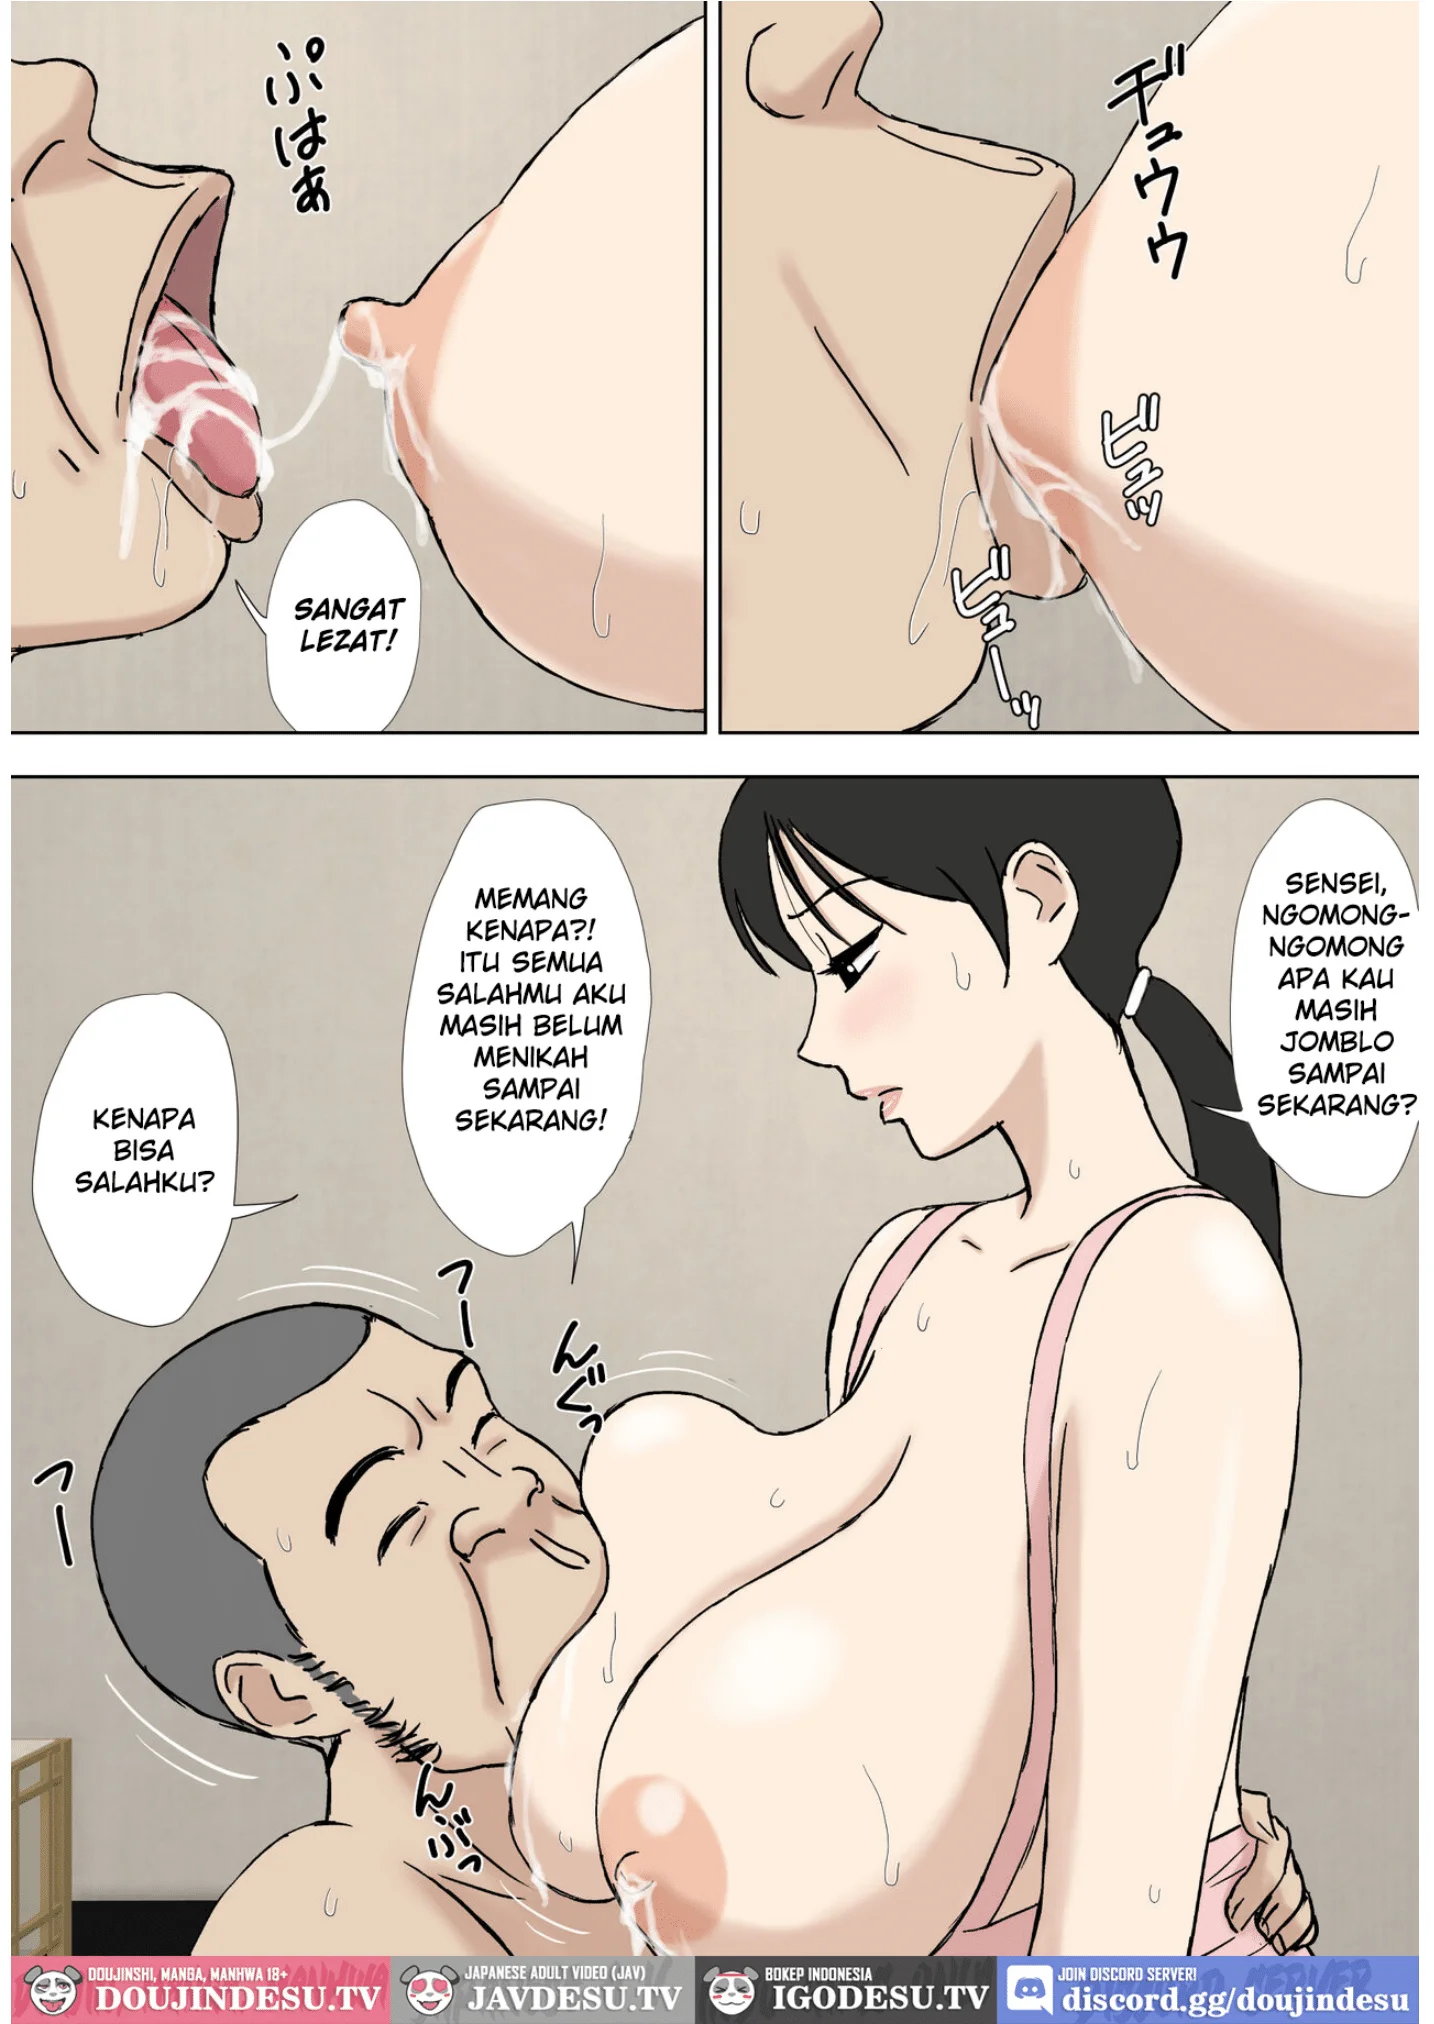 ギュウウ
ビュッ
ビューッ
ぷはぁ
SANGAT
LEZAT!
SENSEI,
NGOMONG-
NGOMONG
APA KAU
MASIH
JOMBLO
SAMPAI
SEKARANG?
MEMANG
KENAPA?!
ITU SEMUA
SALAHMU AKU
MASIH BELUM
MENIKAH
SAMPAI
SEKARANG!
KENAPA
BISA
SALAHKU?
つー
んぐっ
つー
んぶっ
DOUJINSHI, MANGA, MANHWA 18+
DOUJINDESU.TV
JAPANESE ADULT VIDEO (JAV)
JAVDESU.TV
BOKEP INDONESIA
IGODESU.TV
JOIN DISCORD SERVER!
discord.gg/doujindesu